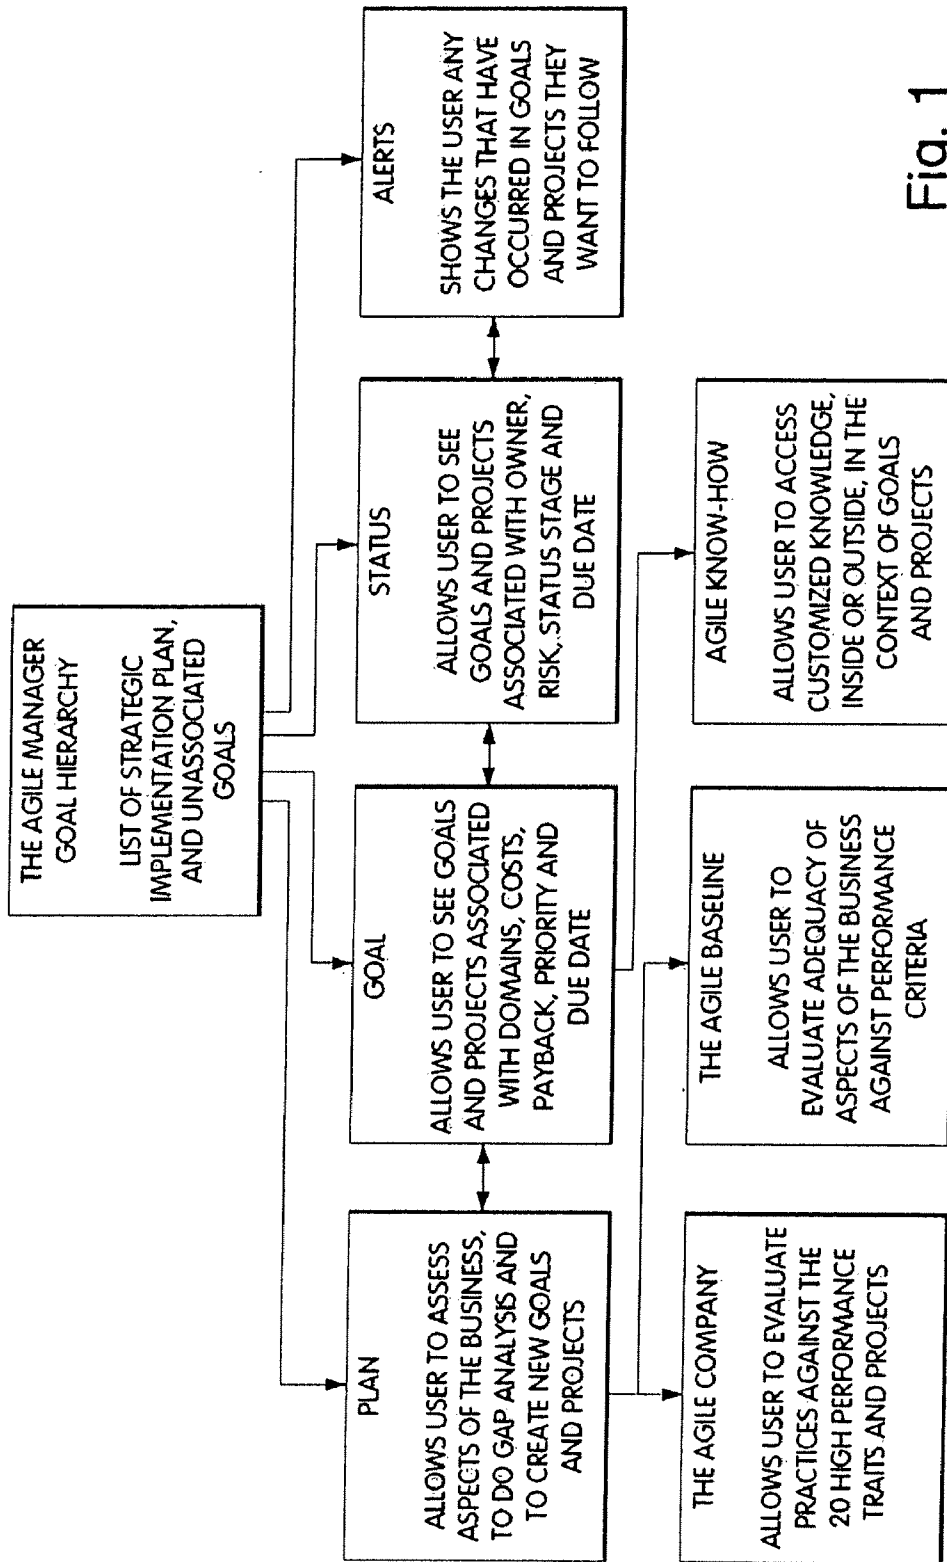 THE AGILE MANAGER
GOAL HIERARCHY
LIST OF STRATEGIC
IMPLEMENTATION PLAN,
AND UNASSOCIATED
GOALS
PLAN
ALLOWS USER TO ASSESS
ASPECTS OF THE BUSINESS,
TO DO GAP ANALYSIS AND
TO CREATE NEW GOALS
AND PROJECTS
GOAL
ALLOWS USER TO SEE GOALS
AND PROJECTS ASSOCIATED
WITH DOMAINS, COSTS,
PAYBACK, PRIORITY AND
DUE DATE
STATUS
ALLOWS USER TO SEE
GOALS AND PROJECTS
ASSOCIATED WITH OWNER,
RISK, STATUS STAGE AND
DUE DATE
ALERTS
SHOWS THE USER ANY
CHANGES THAT HAVE
OCCURRED IN GOALS
AND PROJECTS THEY
WANT TO FOLLOW
THE AGILE COMPANY
ALLOWS USER TO EVALUATE
PRACTICES AGAINST THE
20 HIGH PERFORMANCE
TRAITS AND PROJECTS
THE AGILE BASELINE
ALLOWS USER TO
EVALUATE ADEQUACY OF
ASPECTS OF THE BUSINESS
AGAINST PERFORMANCE
CRITERIA
AGILE KNOW-HOW
ALLOWS USER TO ACCESS
CUSTOMIZED KNOWLEDGE,
INSIDE OR OUTSIDE, IN THE
CONTEXT OF GOALS
AND PROJECTS
Fig. 1